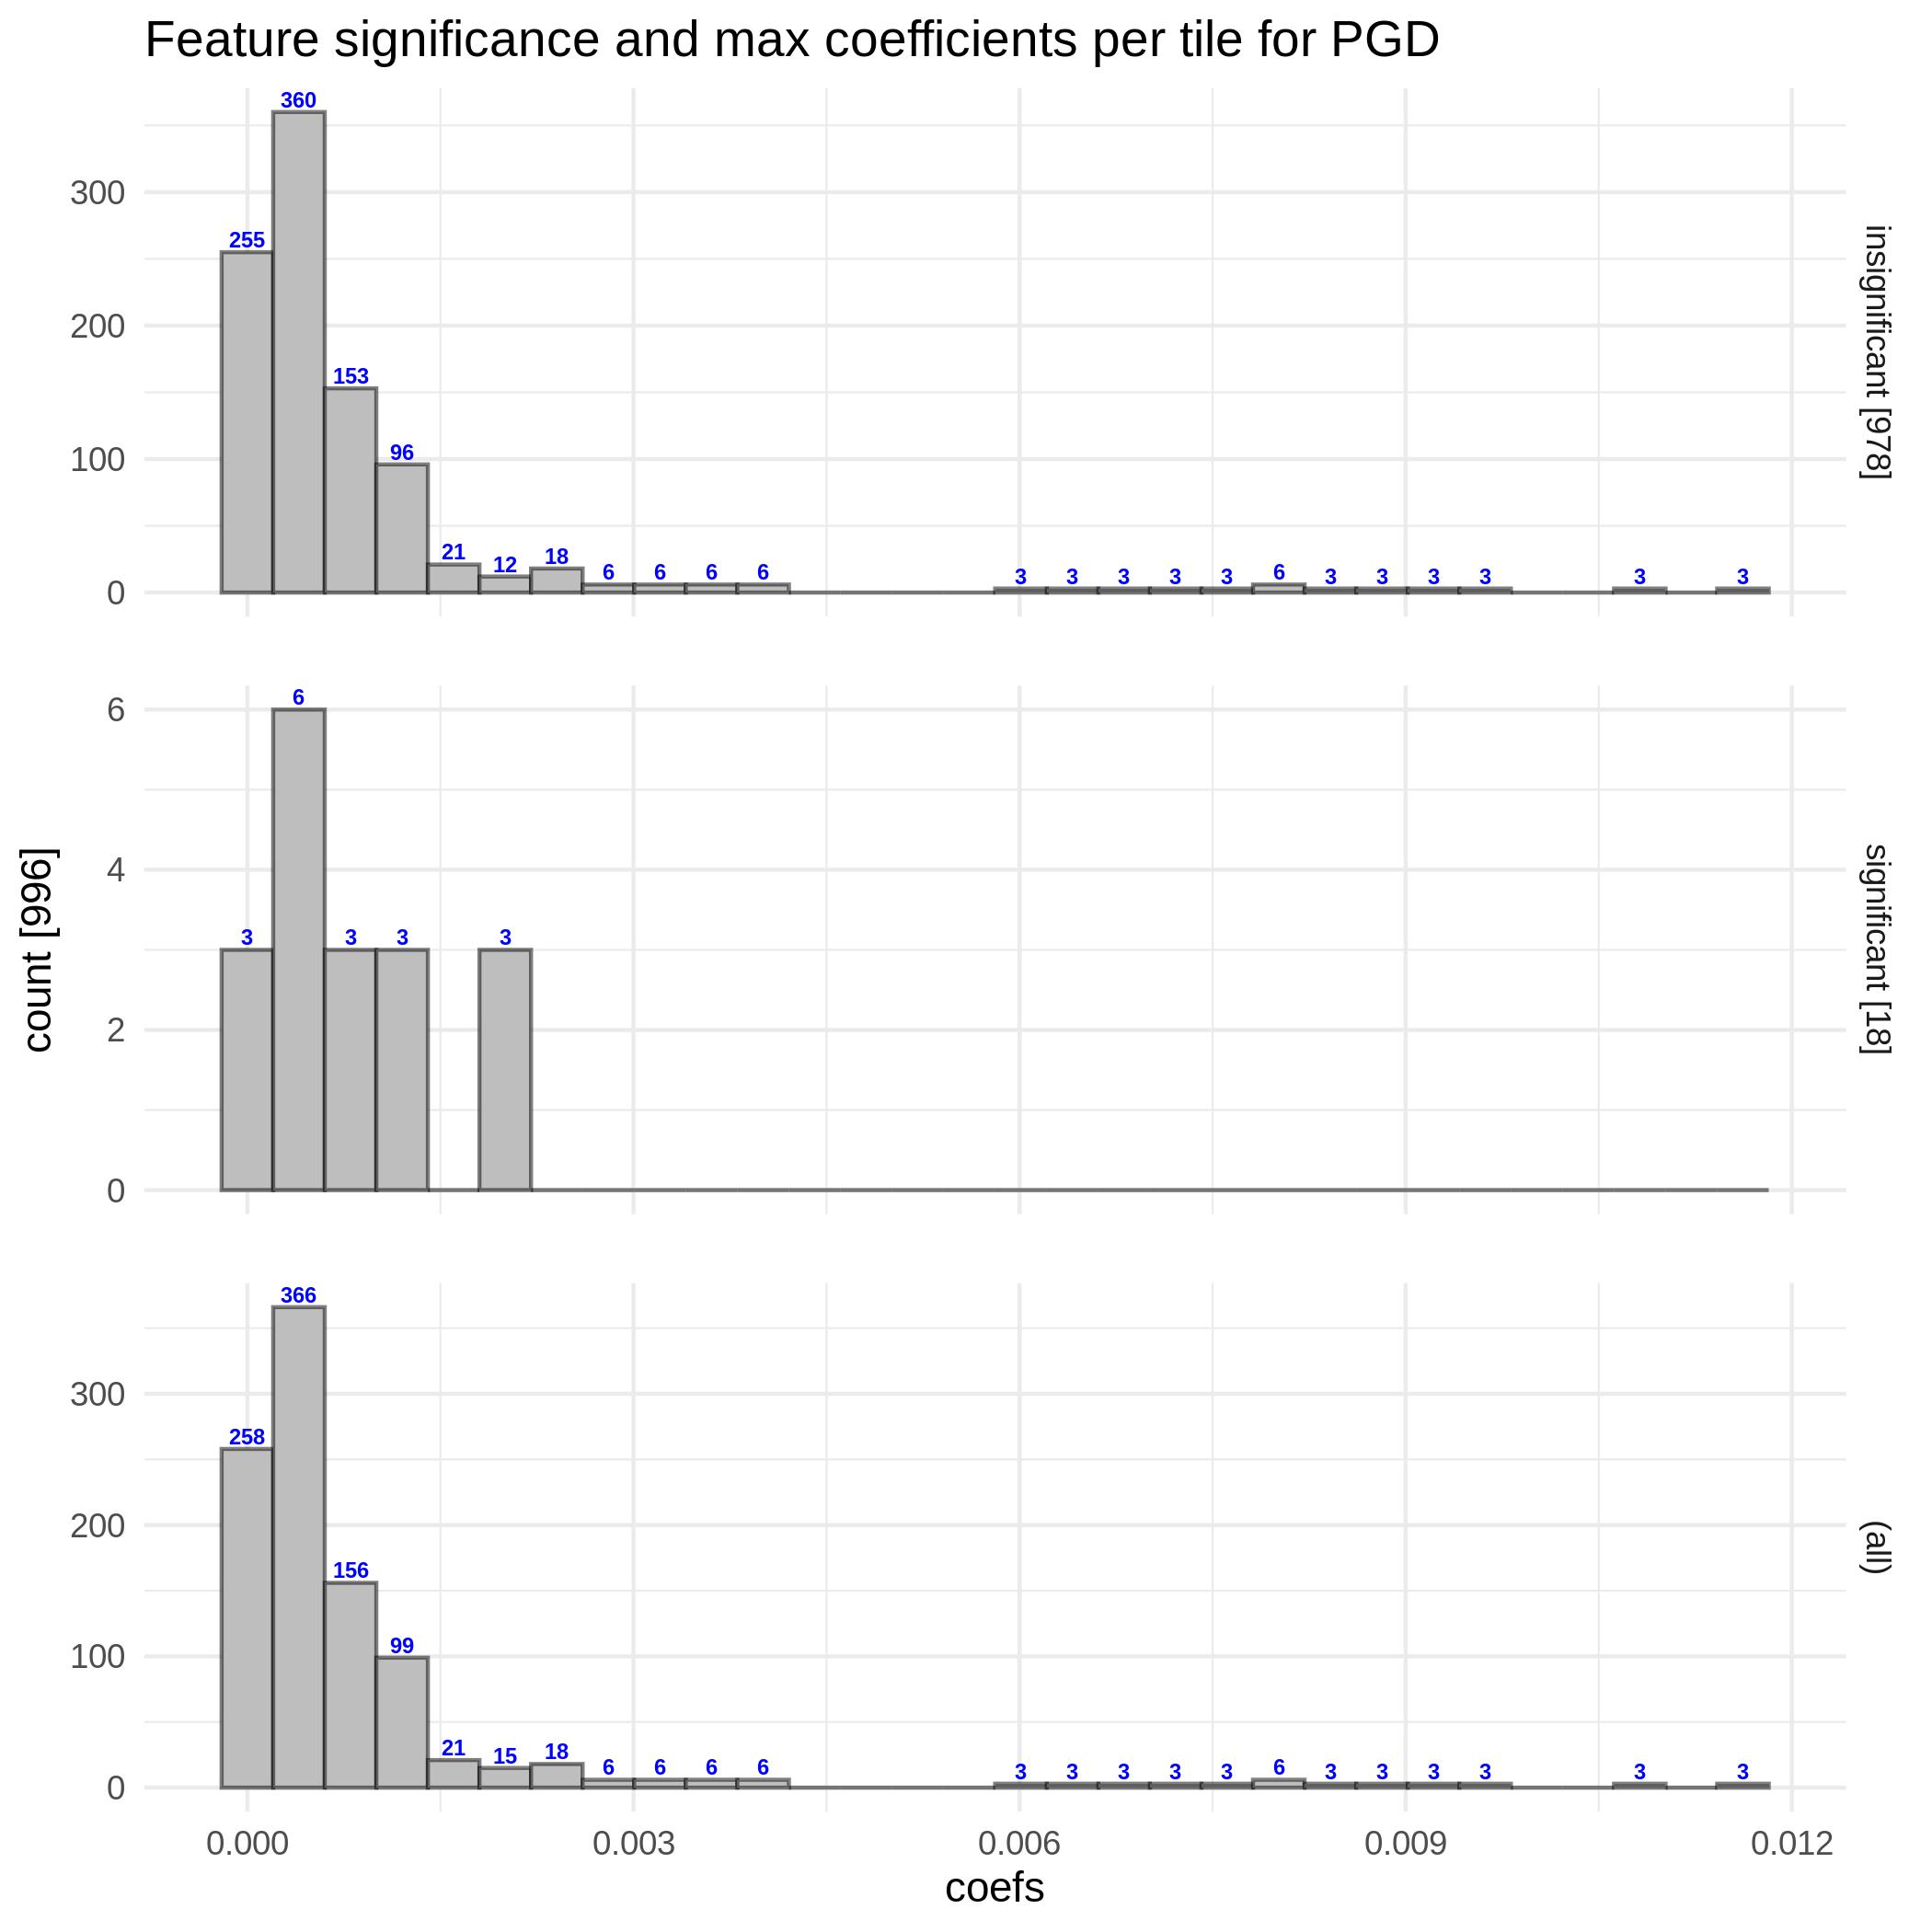 Feature significance and max coefficients per tile for PGD
360
255
153
96
21 12 18 6 6 6 6 3 3 3 3 3 6 3 3 3 3 3 3
300
200
100
0
insignificant [978]
6
3 3 3 3
6
4
2
0
significant [18]
count [996]
366
258
156
99
21 15 18 6 6 6 6 3 3 3 3 3 6 3 3 3 3 3 3
300
200
100
0
(all)
0.000 0.003 0.006 0.009 0.012
coefs